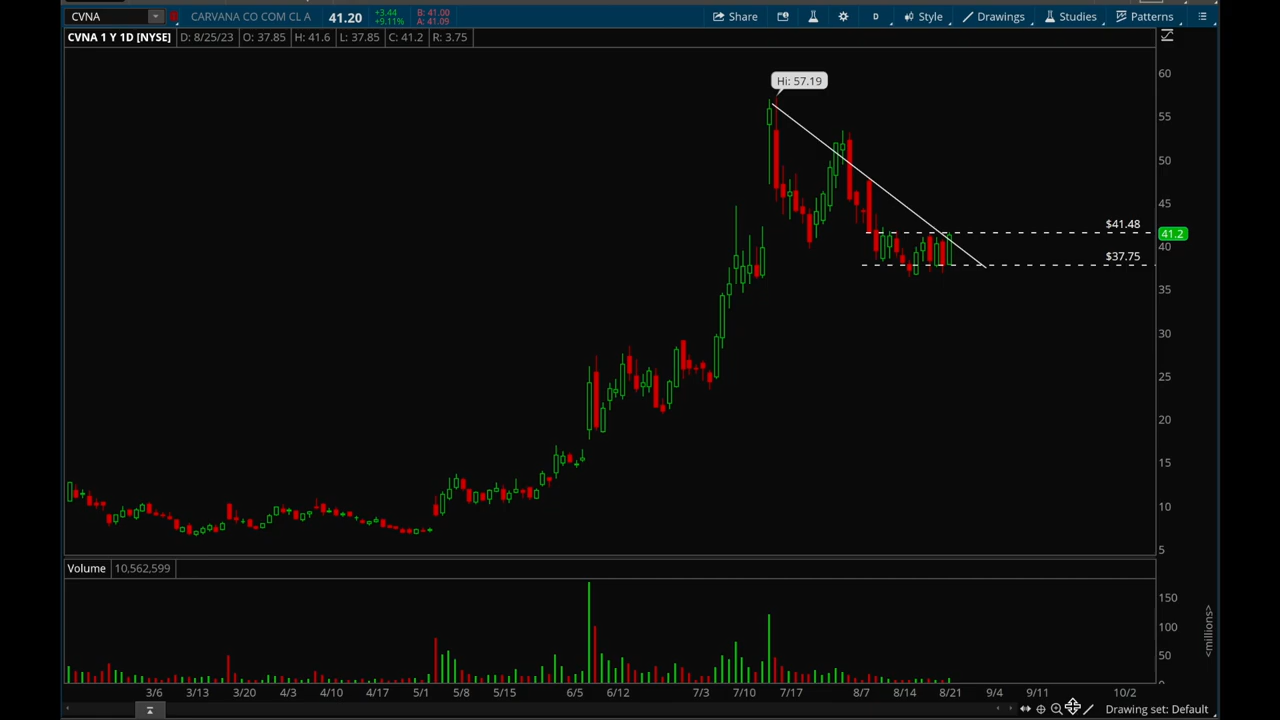 CVNA CARVANA CO COM CL A 41.20 +3.44 +9.11% B: 41.00 A: 41.09 Share D Style Drawings Studies Patterns
CVNA 1 Y 1D [NYSE] D: 8/25/23 O: 37.85 H: 41.6 L: 37.85 C: 41.2 R: 3.75
Hi: 57.19
60
55
50
45
$41.48
41.2
40
$37.75
35
30
25
20
15
10
5
Volume 10,562,599
150
100
50
<millions>
3/6 3/13 3/20 4/3 4/10 4/17 5/1 5/8 5/15 6/5 6/12 7/3 7/10 7/17 8/7 8/14 8/21 9/4 9/11 10/2
Drawing set: Default